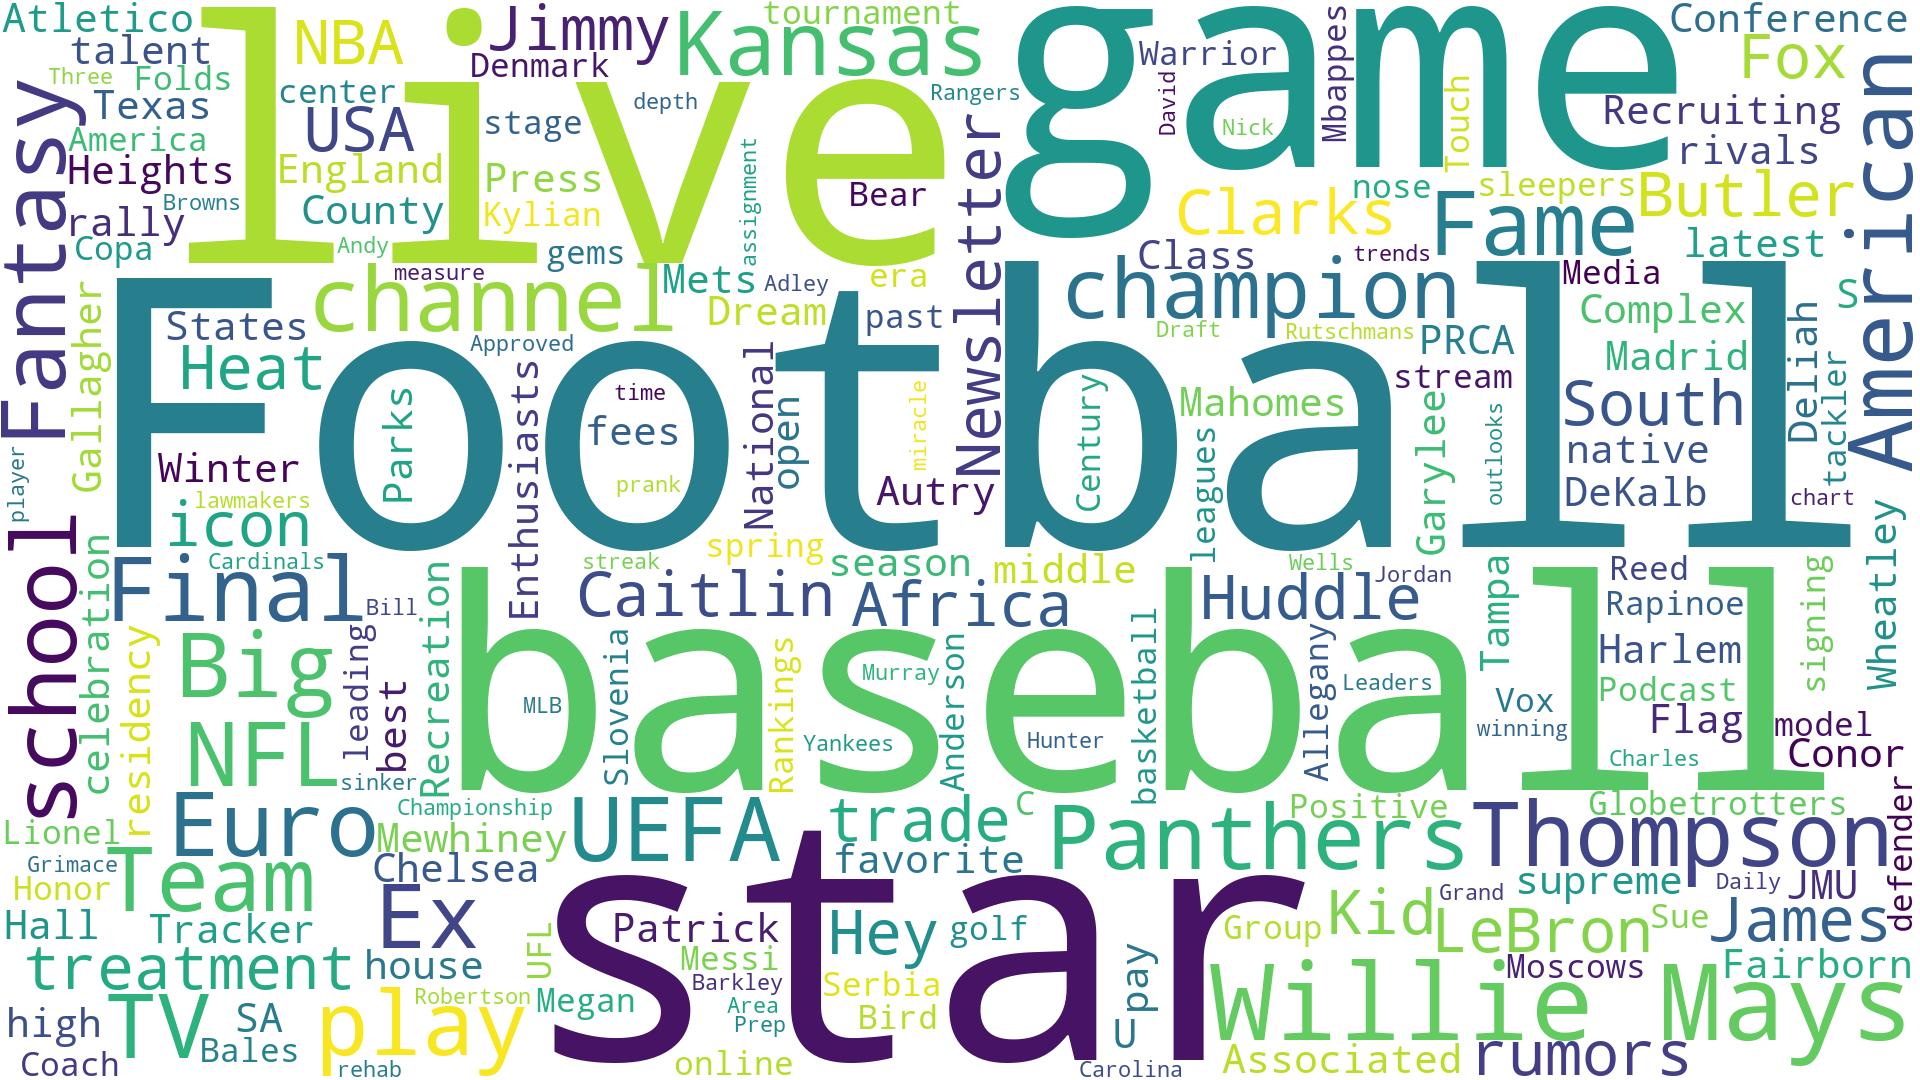 Atletico
live
game
Jimmy
Kansas
tournament
Conference
talent
NBA
Denmark
Warrior
Mbappes
Fox
American
Three
Folds
center
depth
Rangers
David
Touch
Recruiting
Fantasy
Texas
USA
stage
Nick
rivals
America
Heights
England
Press
assignment
Bear
Newsletter
nose
sleepers
Butler
Browns
rally
County
Kylian
Clarks
Fame
latest
Copa
Andy
gems
Class
trends
Media
measure
channel
Mets
Adley
era
champion
Complex
S
Gallagher
States
Dream
past
Draft
Rutschmans
PRCA
Madrid
Deliah
Football
Heat
Approved
National
stream
South
tackler
Parks
Enthusiasts
time
fees
open
miracle
Century
Mahomes
Garylee
outlooks
native
player
Winter
prank
Autry
leagues
DeKalb
chart
school
lawmakers
icon
spring
Wheatley
celebration
Cardinals
streak
season
middle
Wells
Jordan
Tampa
Reed
signing
Final
Bill
Recreation
Caitlin
Africa
Huddle
Rapinoe
baseball
residency
Big
leading
best
Slovenia
Rankings
Murray
Anderson
basketball
Allegany
Leaders
Harlem
Podcast
NFL
MLB
Yankees
Hunter
Vox
winning
Flag
model
sinker
Charles
Conor
Lionel
Euro
Championship
Mewhiney
UEFA
trade
C
Panthers
Positive
Globetrotters
Thompson
defender
Grimace
Team
Chelsea
favorite
supreme
Daily
JMU
Honor
Ex
star
Grand
Hall
Tracker
Patrick
Hey
golf
Group
Kid
LeBron
Sue
James
treatment
house
UFL
Messi
Barkley
Serbia
pay
Willie
Mays
Moscows
Fairborn
high
TV
SA
play
Robertson
Megan
Area
Prep
Bird
U
Coach
Bales
rehab
online
Carolina
Associated
rumors